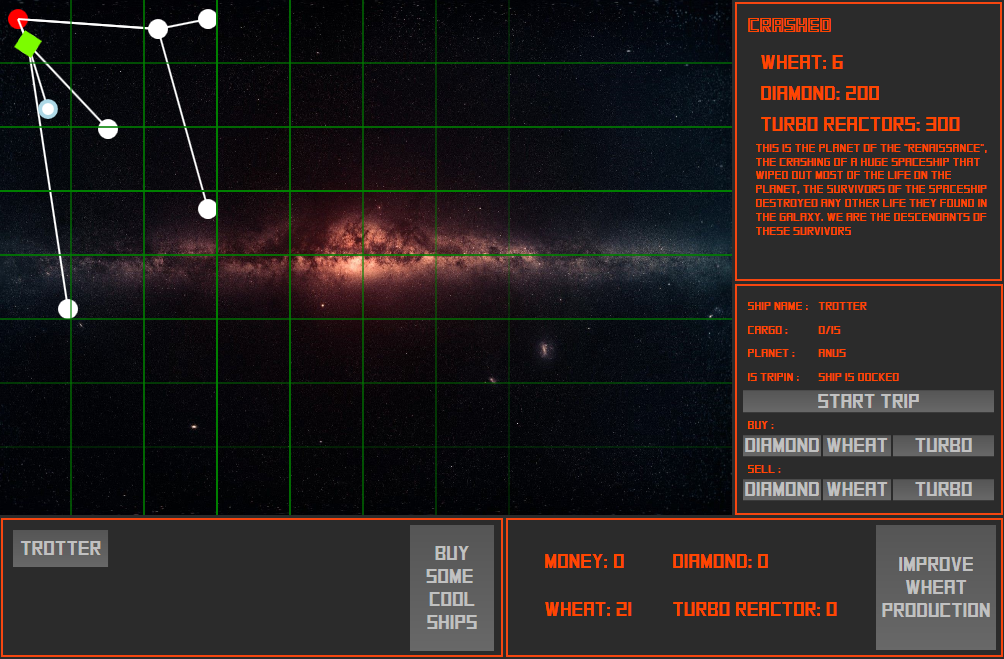 CRASHED
WHEAT: 6
DIAMOND: 200
TURBO REACTORS: 300
THIS IS THE PLANET OF THE "RENAISSANCE",
THE CRASHING OF A HUGE SPACESHIP THAT
WIPED OUT MOST OF THE LIFE ON THE
PLANET, THE SURVIVORS OF THE SPACESHIP
DESTROYED ANY OTHER LIFE THEY FOUND IN
THE GALAXY. WE ARE THE DESCENDANTS OF
THESE SURVIVORS
SHIP NAME : TROTTER
CARGO : 0/15
PLANET : ANUS
IS TRIPIN : SHIP IS DOCKED
START TRIP
BUY :
DIAMOND WHEAT TURBO
SELL :
DIAMOND WHEAT TURBO
TROTTER
BUY
SOME
COOL
SHIPS
MONEY: 0 DIAMOND: 0
WHEAT: 21 TURBO REACTOR: 0
IMPROVE
WHEAT
PRODUCTION